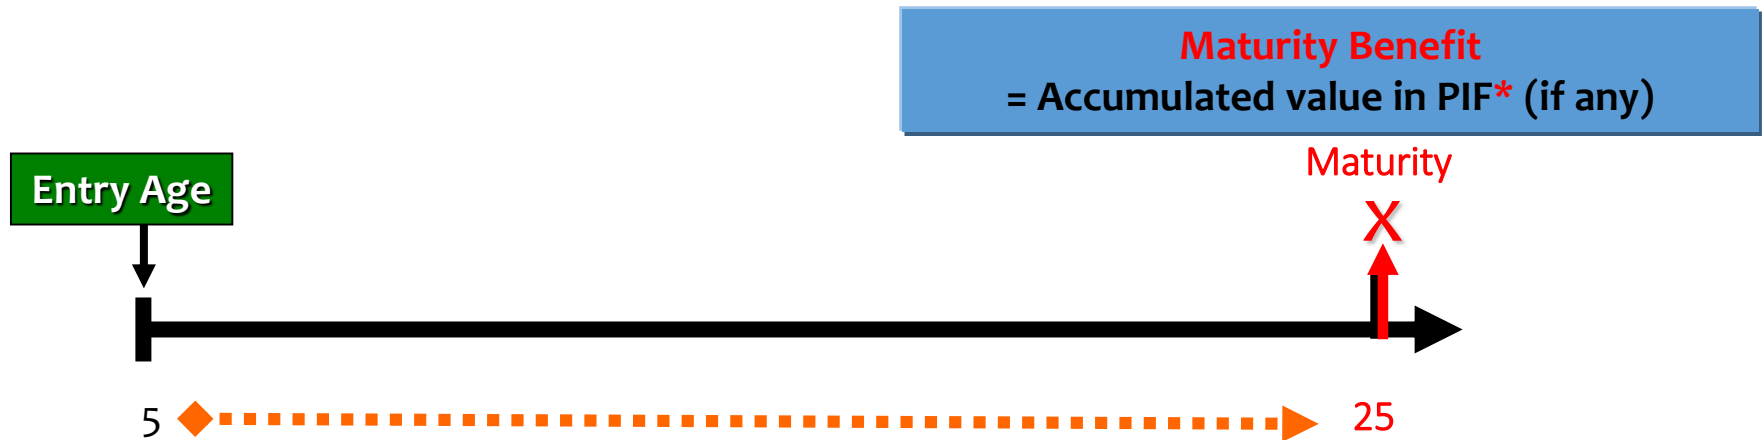 Maturity Benefit
= Accumulated value in PIF* (if any)
Maturity
X
Entry Age
5
25